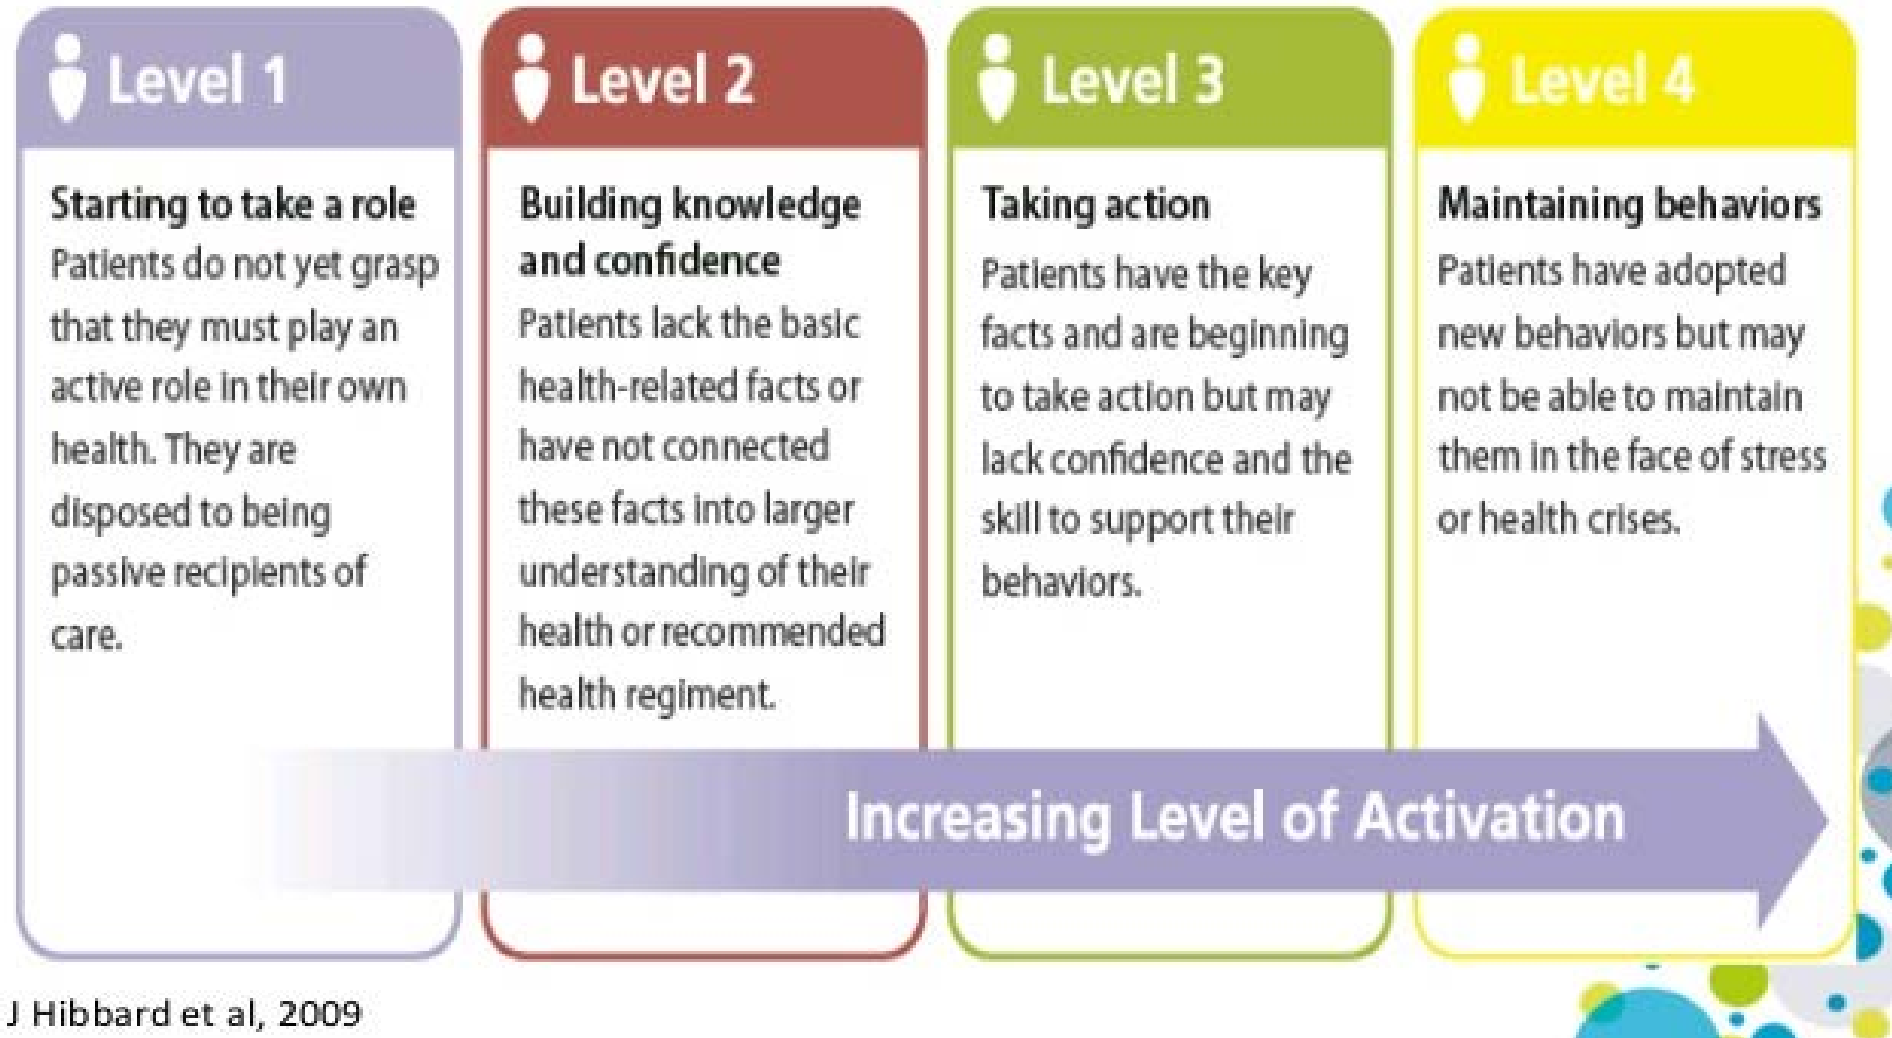 Level 1
Starting to take a role
Patients do not yet grasp
that they must play an
active role in their own
health. They are
disposed to being
passive recipients of
care.
Level 2
Building knowledge
and confidence
Patients lack the basic
health-related facts or
have not connected
these facts into larger
understanding of their
health or recommended
health regiment.
Level 3
Taking action
Patients have the key
facts and are beginning
to take action but may
lack confidence and the
skill to support their
behaviors.
Level 4
Maintaining behaviors
Patients have adopted
new behaviors but may
not be able to maintain
them in the face of stress
or health crises.
Increasing Level of Activation
J Hibbard et al, 2009